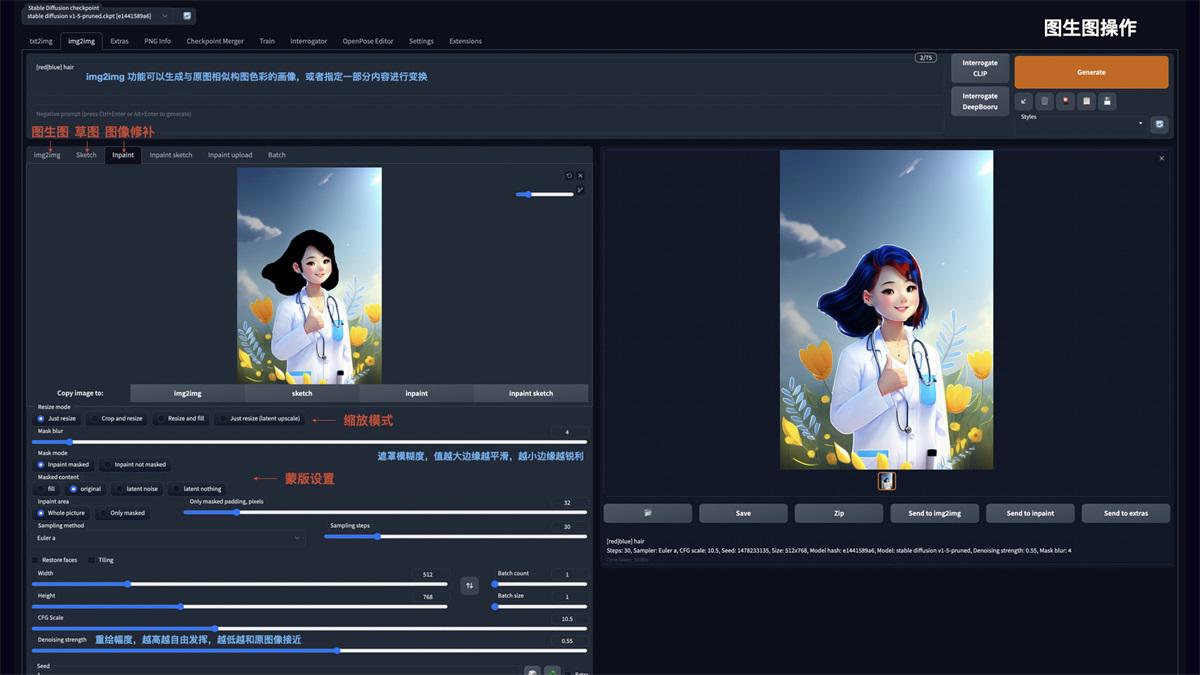 Stable Diffusion checkpoint
stable diffusion v1-5-pruned.ckpt [e1441589a6]
图生图操作
txt2img img2img Extras PNG Info Checkpoint Merger Train Interrogator OpenPose Editor Settings Extensions
[red|blue] hair
2/75
img2img 功能可以生成与原图相似构图色彩的画像，或者指定一部分内容进行变换
Interrogate
CLIP
Generate
Interrogate
DeepBooru
Negative prompt (press Ctrl+Enter or Alt+Enter to generate)
Styles
图生图 草图 图像修补
img2img Sketch Inpaint Inpaint sketch Inpaint upload Batch
Copy image to: img2img sketch inpaint inpaint sketch
Resize mode
Just resize Crop and resize Resize and fill Just resize (latent upscale)
缩放模式
Mask blur 4
Mask mode
遮罩模糊度，值越大边缘越平滑，越小边缘越锐利
Inpaint masked Inpaint not masked
Masked content
蒙版设置
fill original latent noise latent nothing
Inpaint area Only masked padding, pixels 32
Whole picture Only masked
Sampling method Sampling steps 30
Euler a
Restore faces Tiling
Width 512 Batch count 1
Height 768 Batch size 1
CFG Scale 10.5
Denoising strength 重绘幅度，越高越自由发挥，越低越和原图像接近 0.55
Seed
Extra
Save Zip Send to img2img Send to inpaint Send to extras
[red|blue] hair
Steps: 30, Sampler: Euler a, CFG scale: 10.5, Seed: 1478233135, Size: 512x768, Model hash: e1441589a6, Model: stable diffusion v1-5-pruned, Denoising strength: 0.55, Mask blur: 4